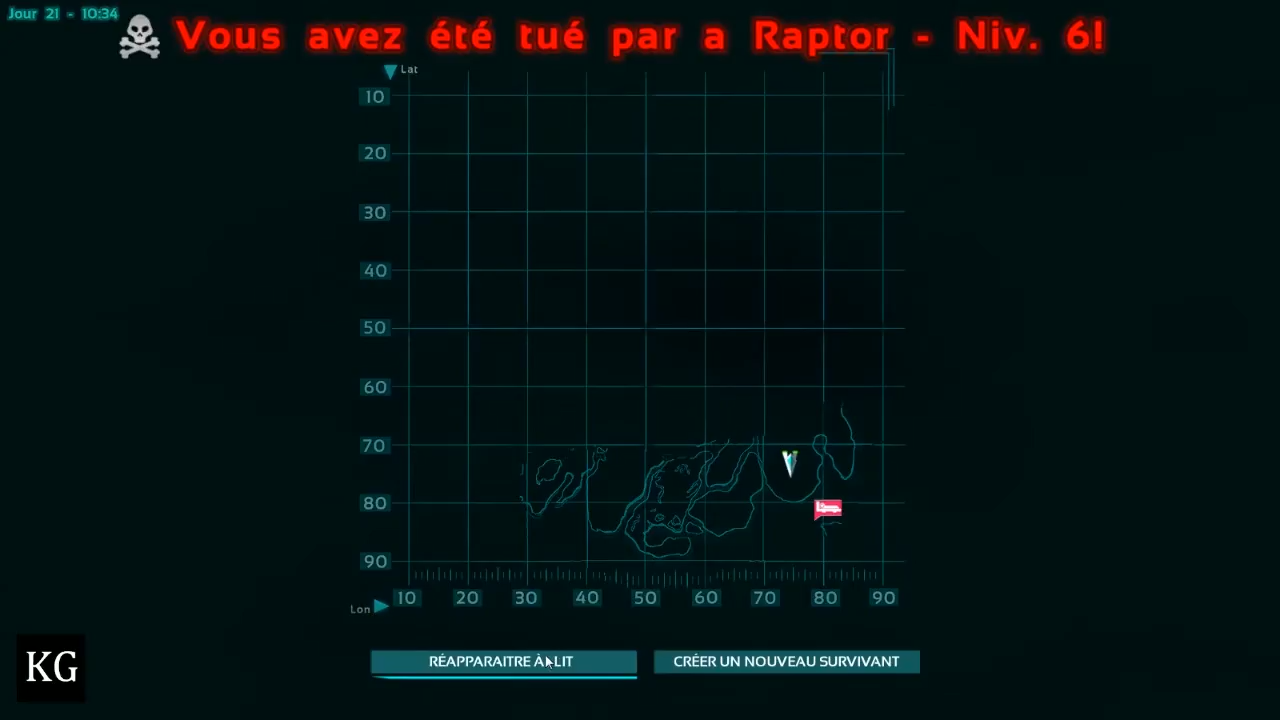 Jour 21 - 10:34
Vous avez été tué par a Raptor - Niv. 6!
Lat
10
20
30
40
50
60
70
80
90
Lon
10 20 30 40 50 60 70 80 90
RÉAPPARAITRE À LIT
CRÉER UN NOUVEAU SURVIVANT
KG